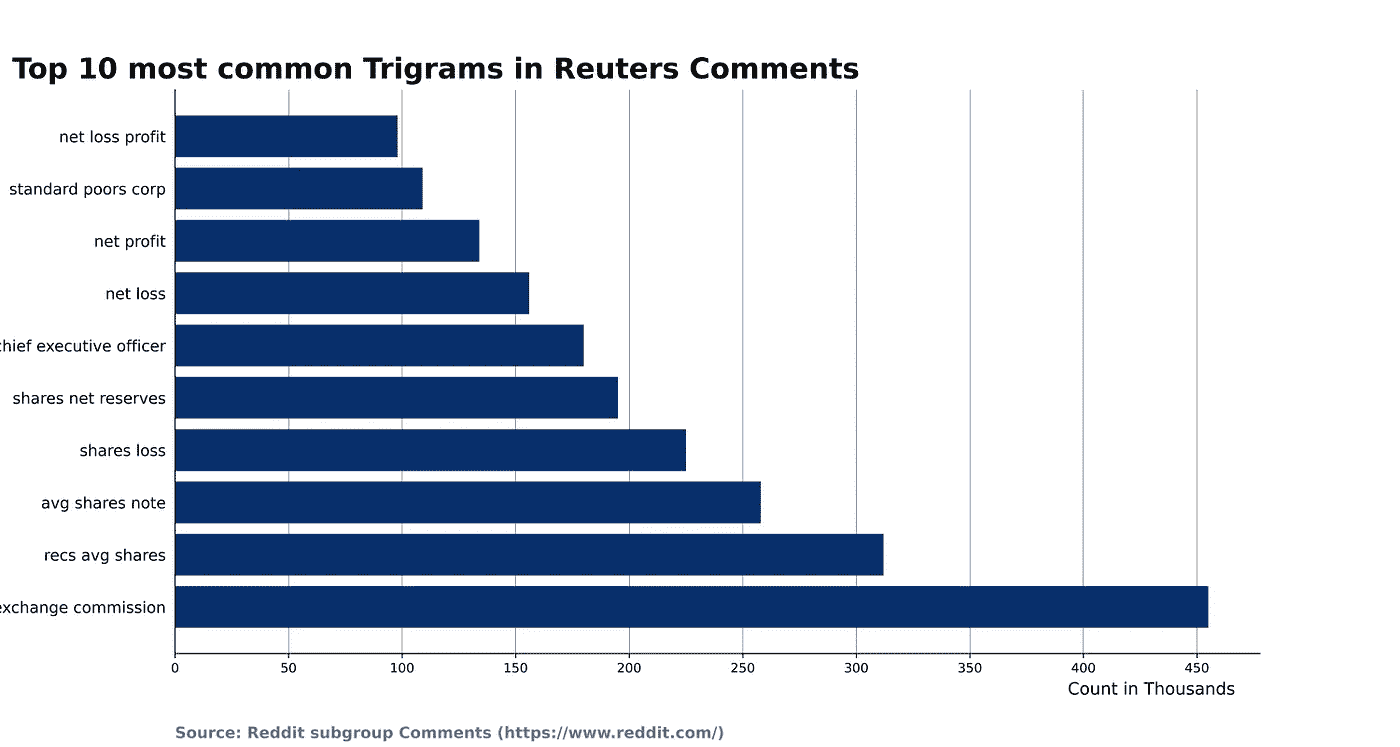 Top 10 most common Trigrams in Reuters Comments
net loss profit
standard poors corp
net profit
net loss
chief executive officer
shares net reserves
shares loss
avg shares note
recs avg shares
exchange commission
0 50 100 150 200 250 300 350 400 450
Count in Thousands
Source: Reddit subgroup Comments (https://www.reddit.com/)